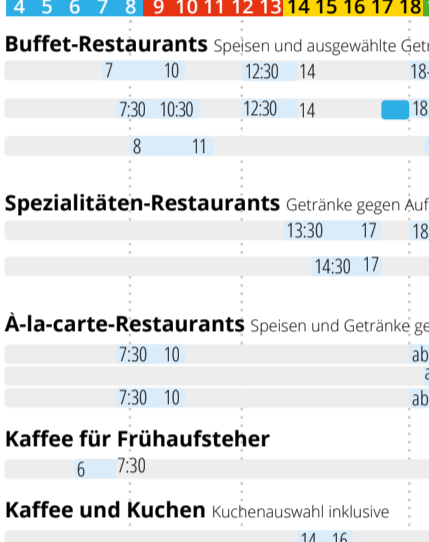 4 5 6 7 8 9 10 11 12 13 14 15 16 17 18
Buffet-Restaurants Speisen und ausgewählte
7 10 12:30 14 18
7:30 10:30 12:30 14 18
8 11
Spezialitäten-Restaurants Getränke gegen
13:30 17 18
14:30 17
À-la-carte-Restaurants Speisen und Getränke
7:30 10 ab
7:30 10 ab
Kaffee für Frühaufsteher
6 7:30
Kaffee und Kuchen Kuchenauswahl inklusive
14 16